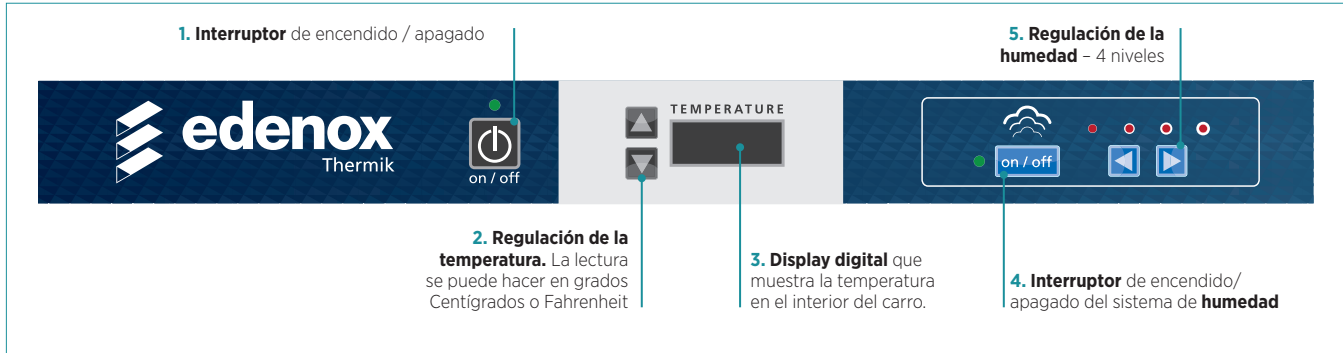 1. Interruptor de encendido / apagado
5. Regulación de la
humedad – 4 niveles
edenox
Thermik
on / off
TEMPERATURE
on / off
2. Regulación de la
temperatura. La lectura
se puede hacer en grados
Centígrados o Fahrenheit
3. Display digital que
muestra la temperatura
en el interior del carro.
4. Interruptor de encendido/
apagado del sistema de humedad